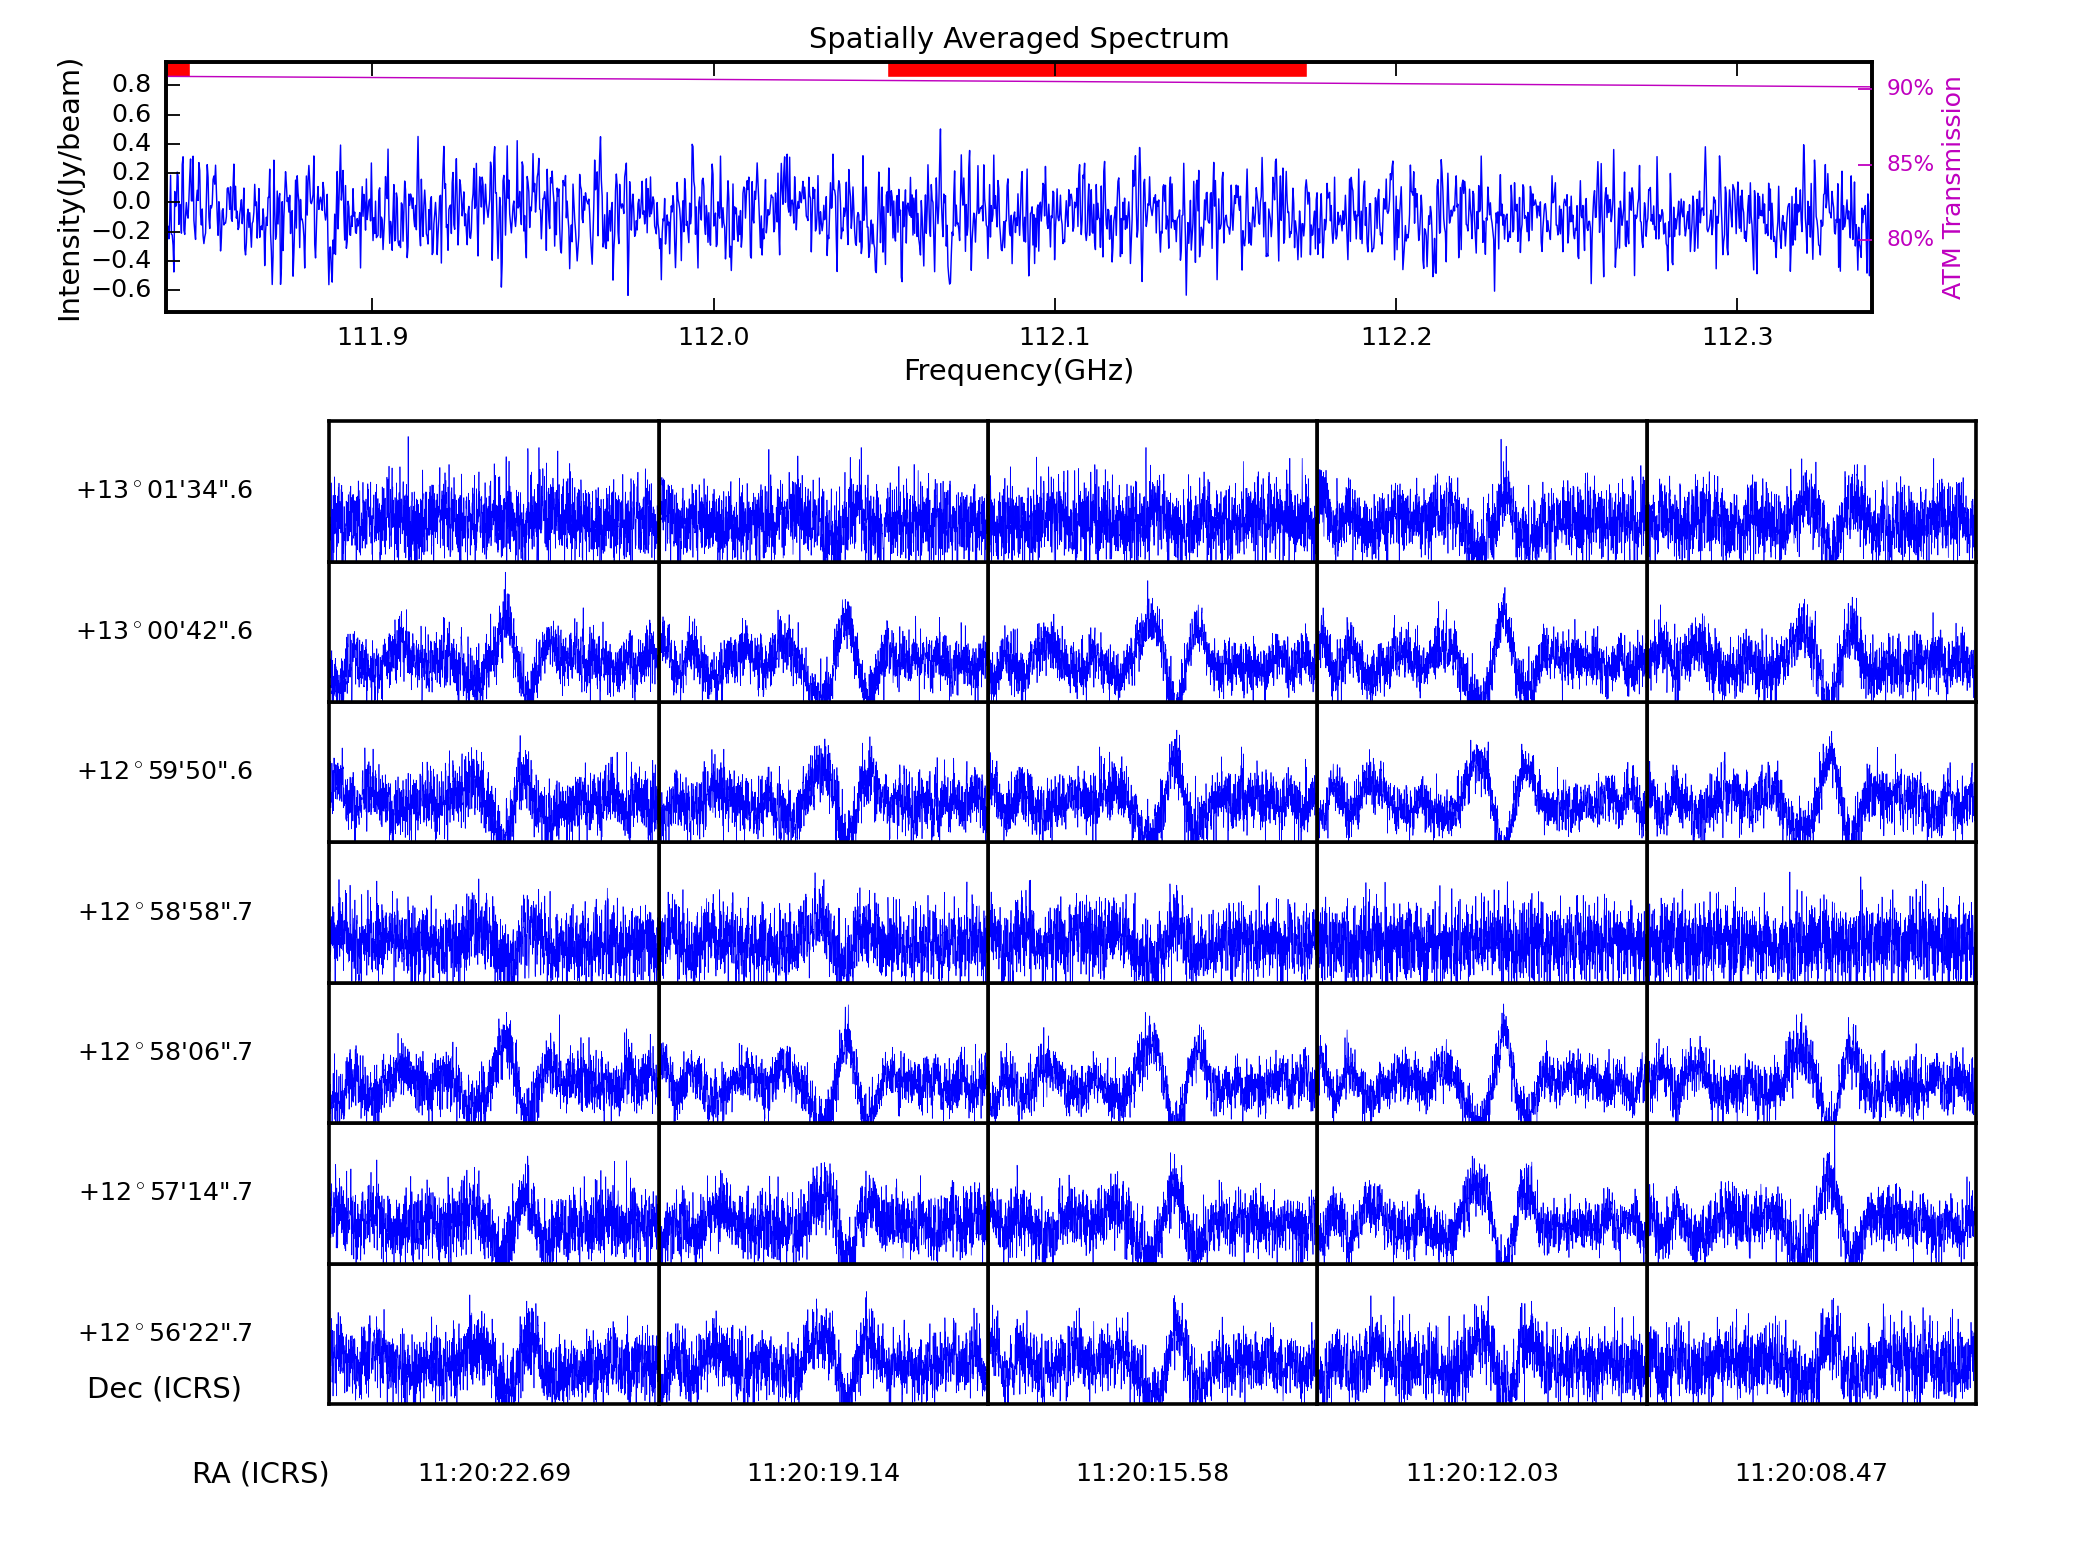 Spatially Averaged Spectrum
Intensity(Jy/beam)
0.8
0.6
0.4
0.2
0.0
−0.2
−0.4
−0.6
90%
85%
80%
ATM Transmission
111.9 112.0 112.1 112.2 112.3
Frequency(GHz)
+13°01'34".6
+13°00'42".6
+12°59'50".6
+12°58'58".7
+12°58'06".7
+12°57'14".7
+12°56'22".7
Dec (ICRS)
RA (ICRS) 11:20:22.69 11:20:19.14 11:20:15.58 11:20:12.03 11:20:08.47